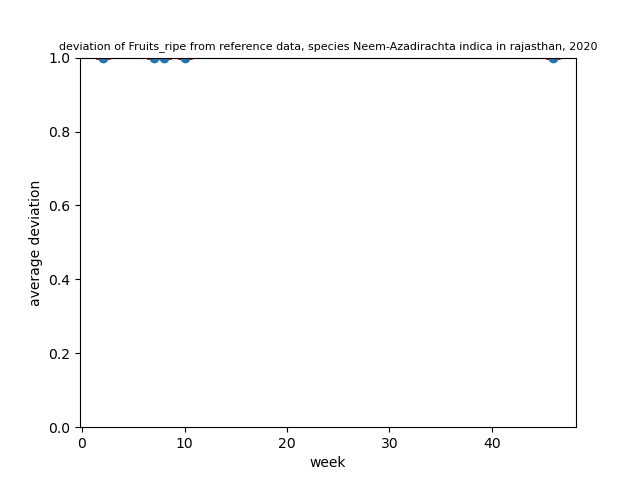 deviation of Fruits_ripe from reference data, species Neem-Azadirachta indica in rajasthan, 2020
1.0
0.8
0.6
0.4
0.2
0.0
average deviation
0 10 20 30 40
week